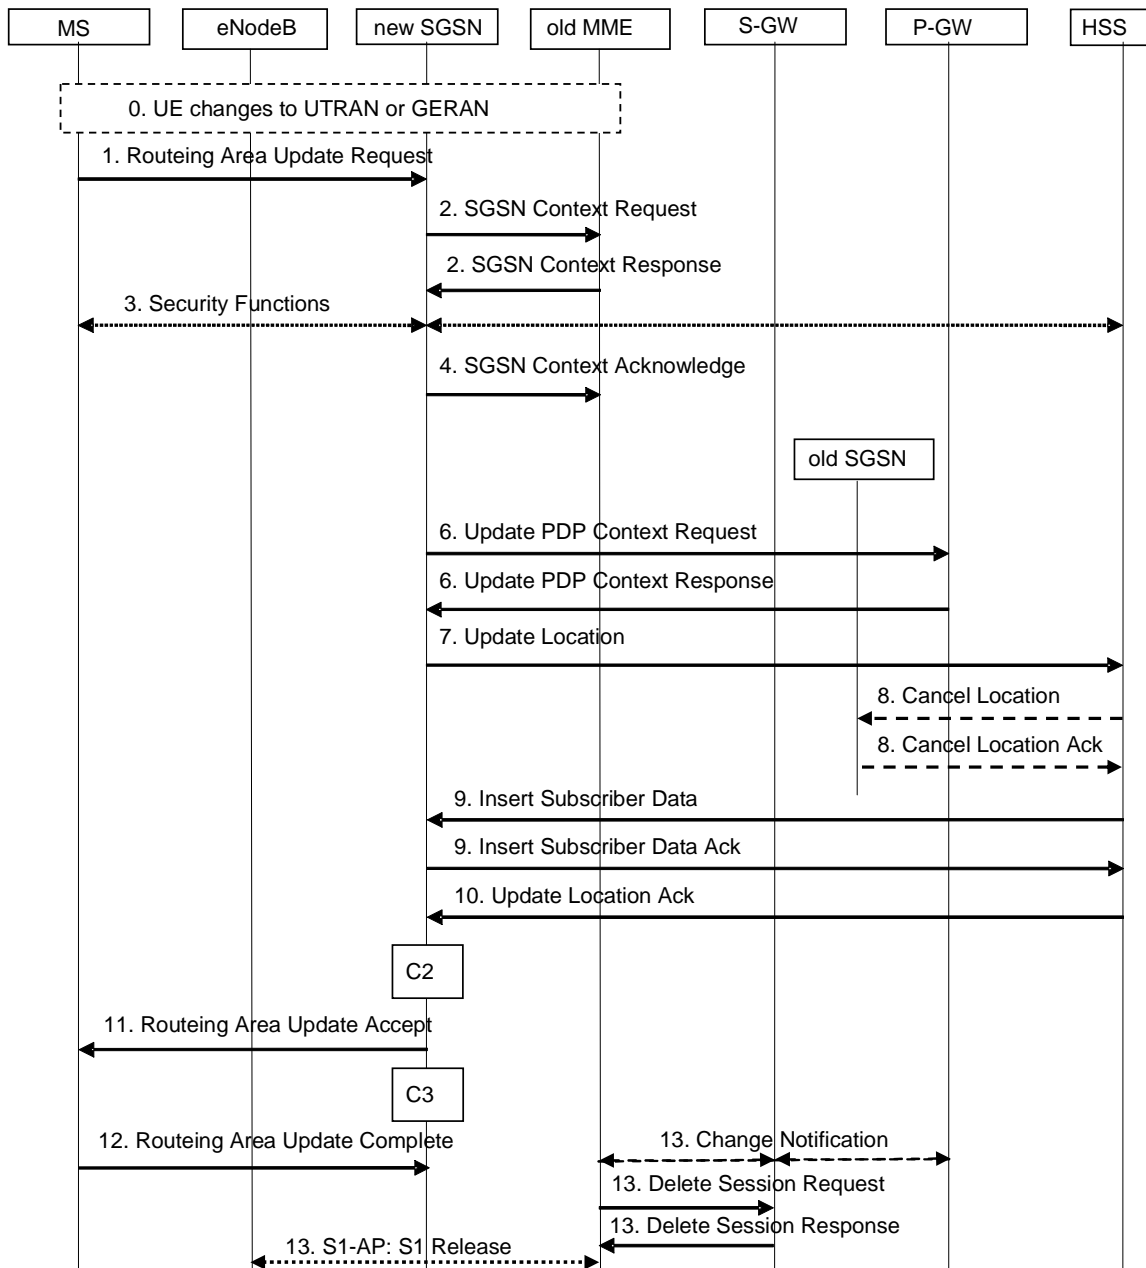 MS
eNodeB
new SGSN
old MME
S-GW
P-GW
HSS
0. UE changes to UTRAN or GERAN
1. Routeing Area Update Request
2. SGSN Context Request
2. SGSN Context Response
3. Security Functions
4. SGSN Context Acknowledge
old SGSN
6. Update PDP Context Request
6. Update PDP Context Response
7. Update Location
8. Cancel Location
8. Cancel Location Ack
9. Insert Subscriber Data
9. Insert Subscriber Data Ack
10. Update Location Ack
C2
11. Routeing Area Update Accept
C3
12. Routeing Area Update Complete
13. Change Notification
13. Delete Session Request
13. Delete Session Response
13. S1-AP: S1 Release